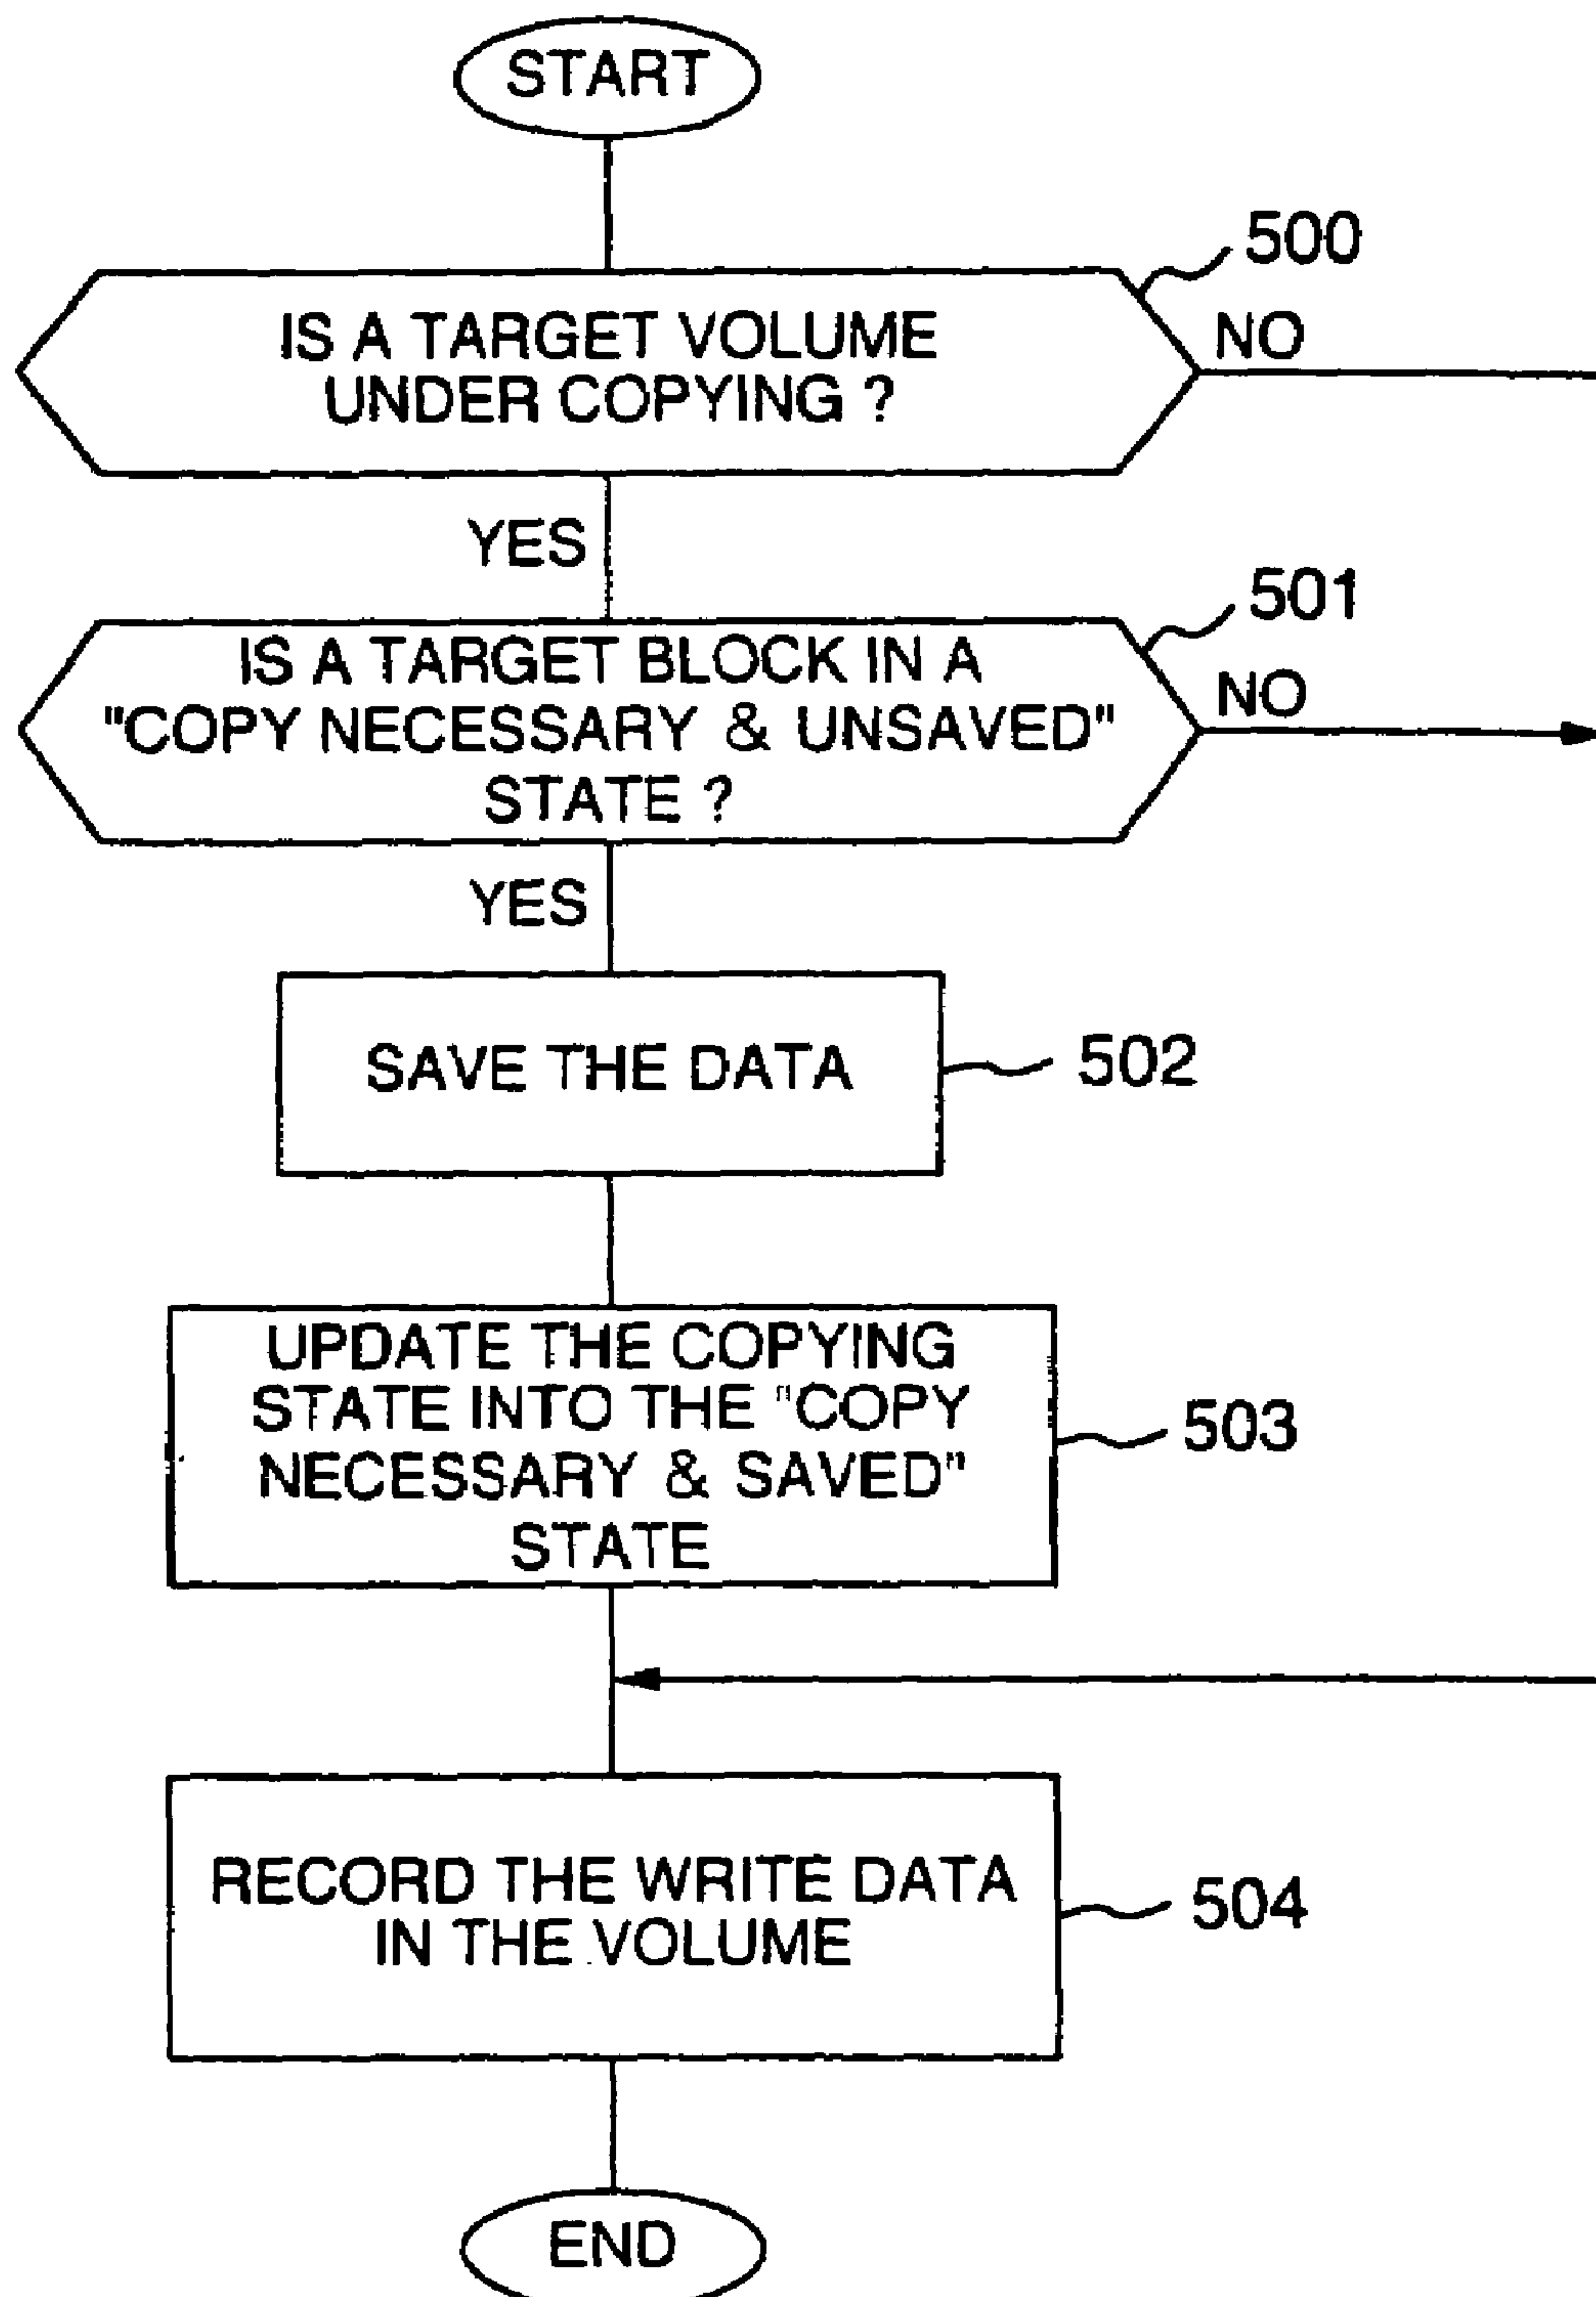 START
500
IS A TARGET VOLUME
UNDER COPYING ?
NO
YES
501
IS A TARGET BLOCK IN A
"COPY NECESSARY & UNSAVED"
STATE ?
NO
YES
SAVE THE DATA
502
UPDATE THE COPYING
STATE INTO THE "COPY
NECESSARY & SAVED"
STATE
503
RECORD THE WRITE DATA
IN THE VOLUME
504
END